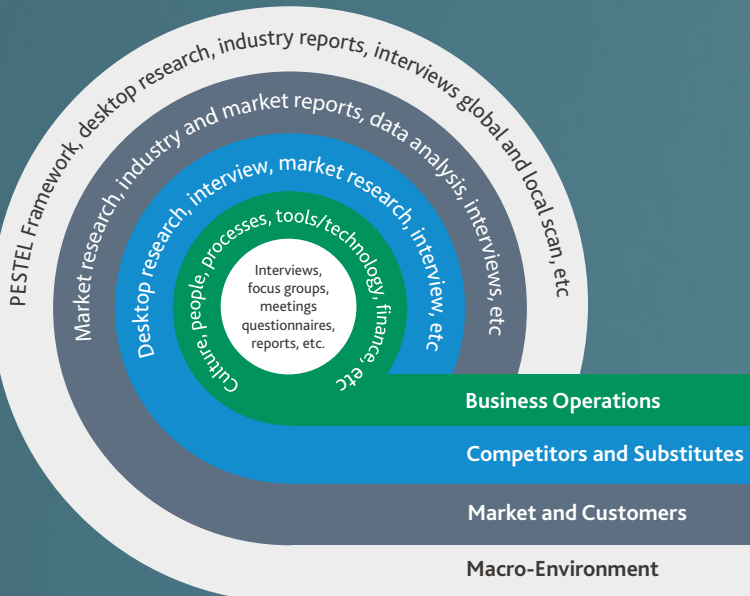 PESTEL Framework, desktop research, industry reports, interviews global and local scan, etc
Market research, industry and market reports, data analysis, interviews, etc
Desktop research, interview, market research, interview, etc
Culture, people, processes, tools/technology, finance, etc
Interviews,
focus groups,
meetings
questionnaires,
reports, etc.
Business Operations
Competitors and Substitutes
Market and Customers
Macro-Environment